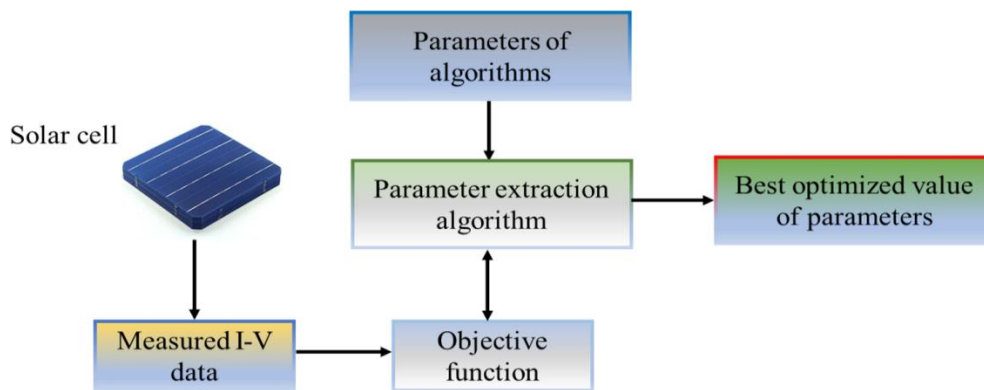 Parameters of
algorithms
Solar cell
Parameter extraction
algorithm
Best optimized value
of parameters
Measured I-V
data
Objective
function